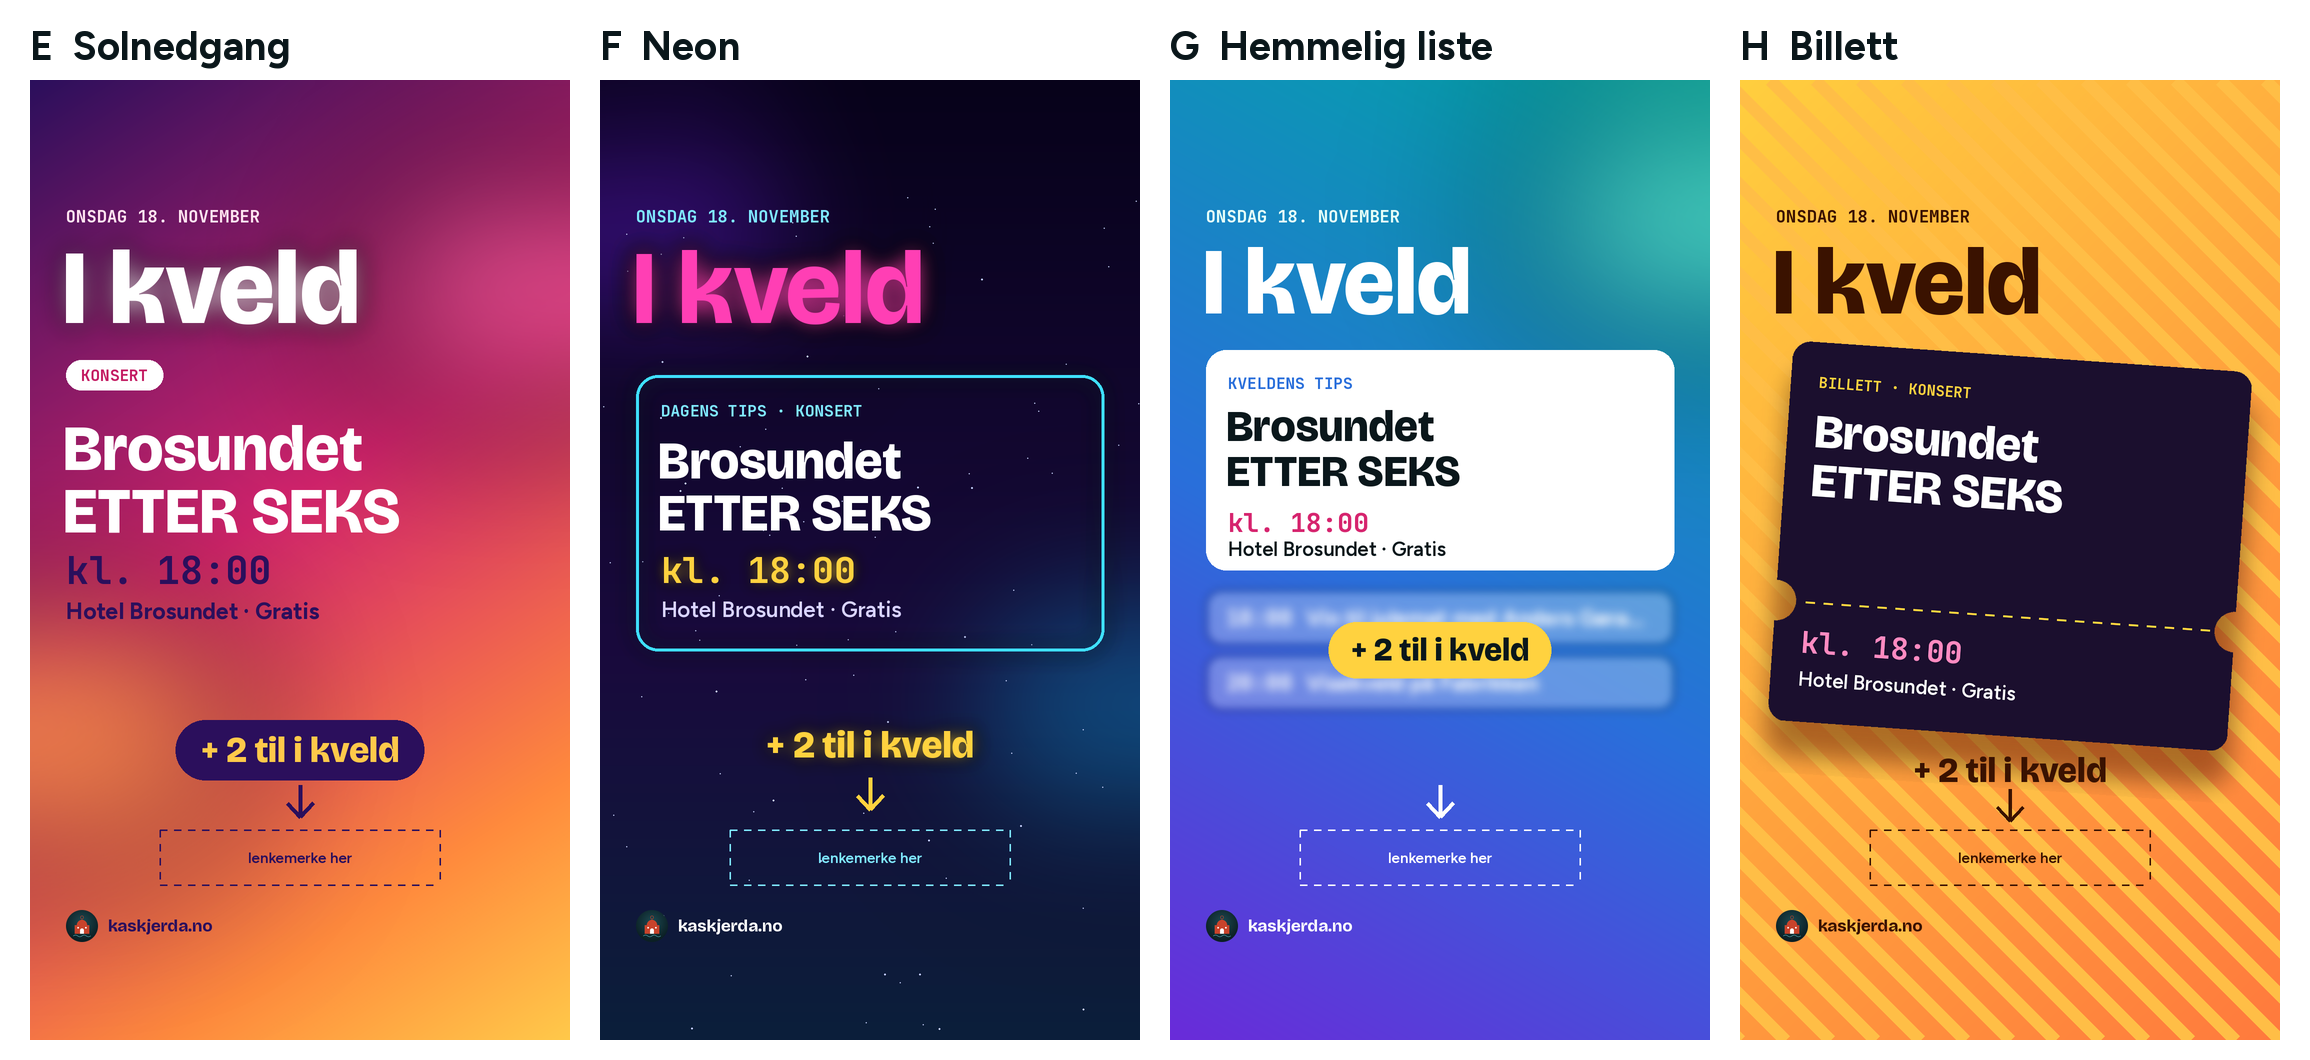 E Solnedgang
ONSDAG 18. NOVEMBER
I kveld
KONSERT
Brosundet
ETTER SEKS
kl. 18:00
Hotel Brosundet · Gratis
+ 2 til i kveld
lenkemerke her
kaskjerda.no
F Neon
ONSDAG 18. NOVEMBER
I kveld
DAGENS TIPS · KONSERT
Brosundet
ETTER SEKS
kl. 18:00
Hotel Brosundet · Gratis
+ 2 til i kveld
lenkemerke her
kaskjerda.no
G Hemmelig liste
ONSDAG 18. NOVEMBER
I kveld
KVELDENS TIPS
Brosundet
ETTER SEKS
kl. 18:00
Hotel Brosundet · Gratis
+ 2 til i kveld
lenkemerke her
kaskjerda.no
H Billett
ONSDAG 18. NOVEMBER
I kveld
BILLETT · KONSERT
Brosundet
ETTER SEKS
kl. 18:00
Hotel Brosundet · Gratis
+ 2 til i kveld
lenkemerke her
kaskjerda.no